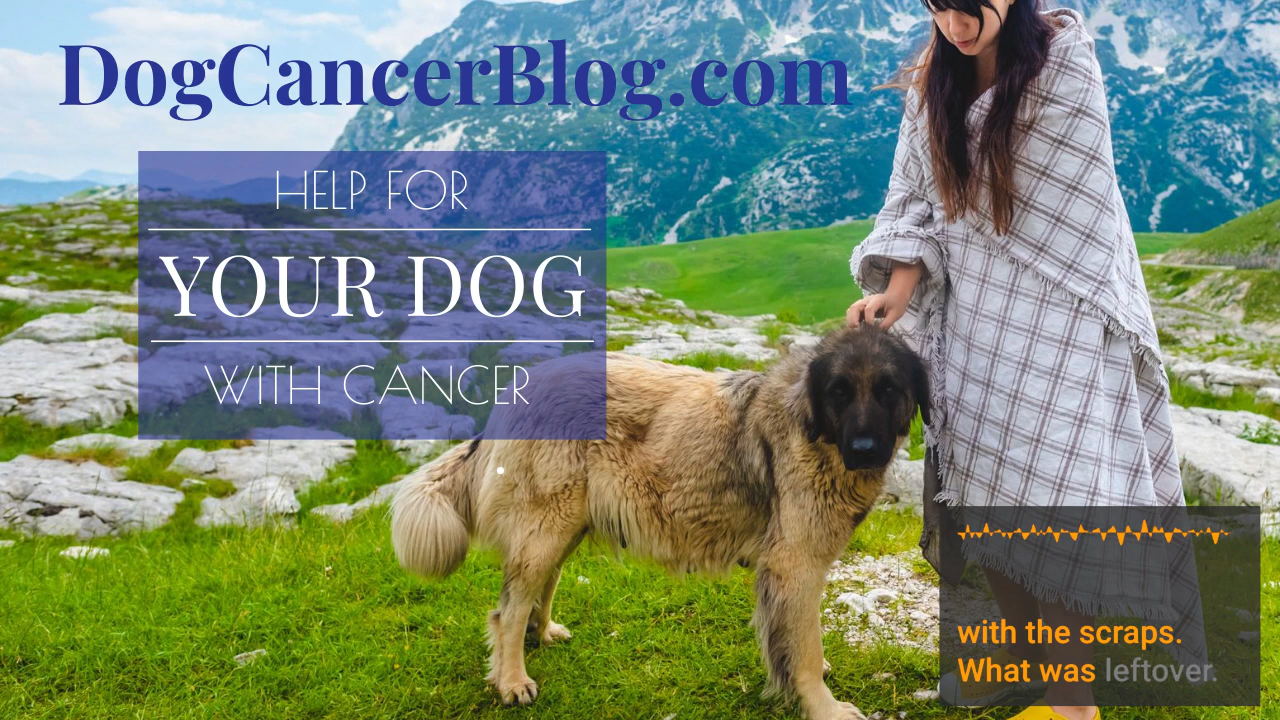 DogCancerBlog.com
HELP FOR
YOUR DOG
WITH CANCER
with the scraps.
What was leftover.